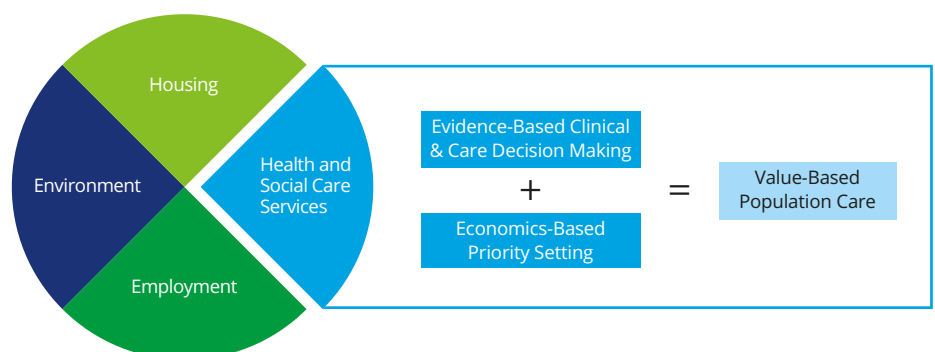 Housing
Environment
Health and
Social Care
Services
Employment
Evidence-Based Clinical
& Care Decision Making
+
Economics-Based
Priority Setting
=
Value-Based
Population Care